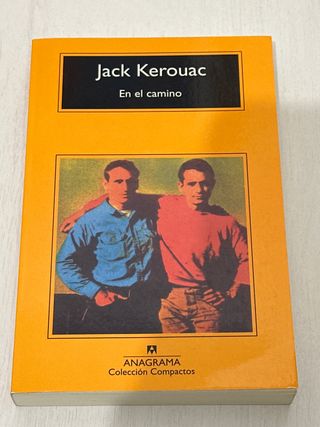 Jack Kerouac
En el camino
ANAGRAMA
Colección Compactos